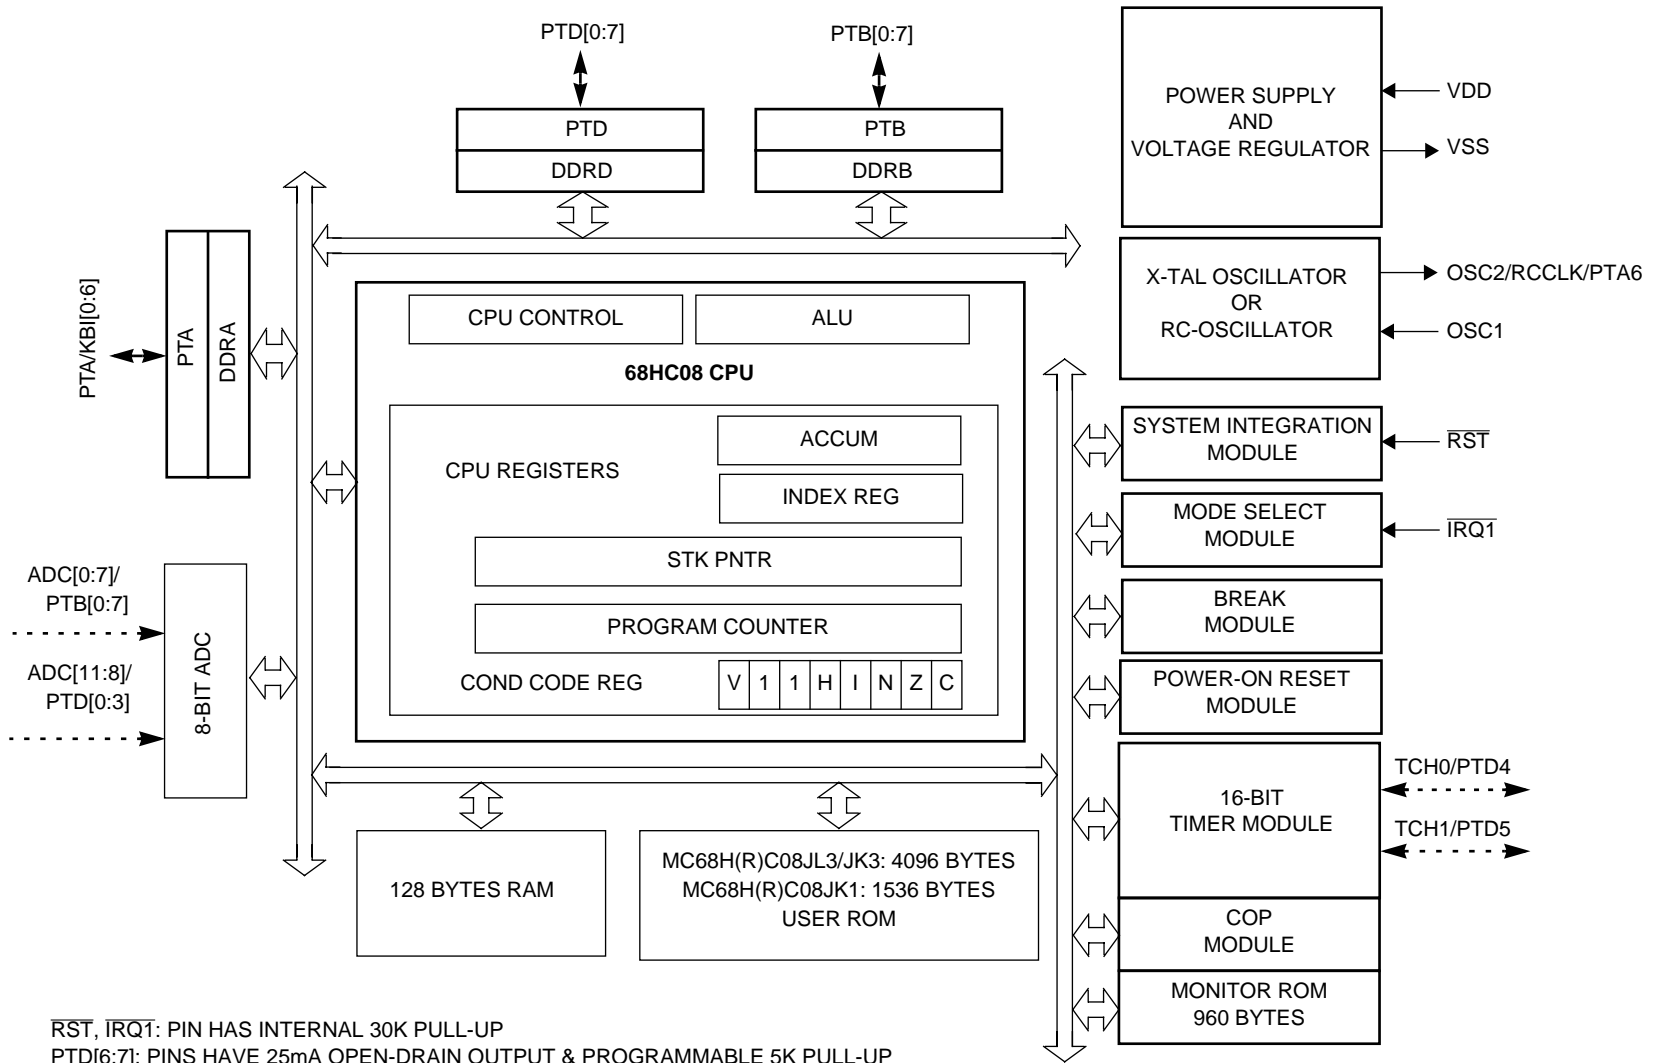 PTD[0:7]
PTB[0:7]
PTD
DDRD
PTB
DDRB
POWER SUPPLY
AND
VOLTAGE REGULATOR
VDD
VSS
X-TAL OSCILLATOR
OR
RC-OSCILLATOR
OSC2/RCCLK/PTA6
OSC1
PTA/KBI[0:6]
PTA
DDRA
CPU CONTROL
ALU
68HC08 CPU
CPU REGISTERS
ACCUM
INDEX REG
STK PNTR
PROGRAM COUNTER
COND CODE REG
V 1 1 H I N Z C
SYSTEM INTEGRATION
MODULE
RST
MODE SELECT
MODULE
IRQ1
BREAK
MODULE
POWER-ON RESET
MODULE
ADC[0:7]/
PTB[0:7]
ADC[11:8]/
PTD[0:3]
8-BIT ADC
16-BIT
TIMER MODULE
TCH0/PTD4
TCH1/PTD5
128 BYTES RAM
MC68H(R)C08JL3/JK3: 4096 BYTES
MC68H(R)C08JK1: 1536 BYTES
USER ROM
COP
MODULE
MONITOR ROM
960 BYTES
RST, IRQ1: PIN HAS INTERNAL 30K PULL-UP
PTD[6:7]: PINS HAVE 25mA OPEN-DRAIN OUTPUT & PROGRAMMABLE 5K PULL-UP